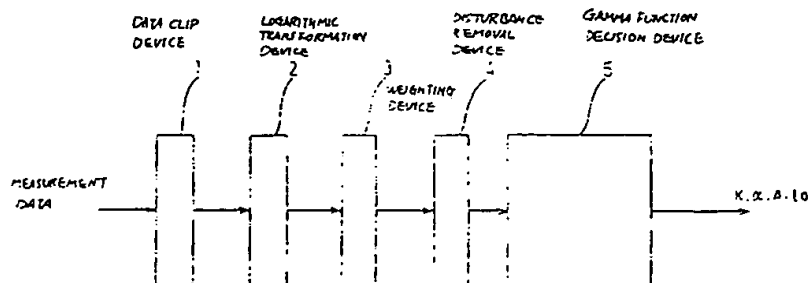 DATA CLIP
DEVICE
1
LOGARITHMIC
TRANSFORMATION
DEVICE
2
3
WEIGHTING
DEVICE
DISTURBANCE
REMOVAL
DEVICE
4
GAMMA FUNCTION
DECISION DEVICE
5
MEASUREMENT
DATA